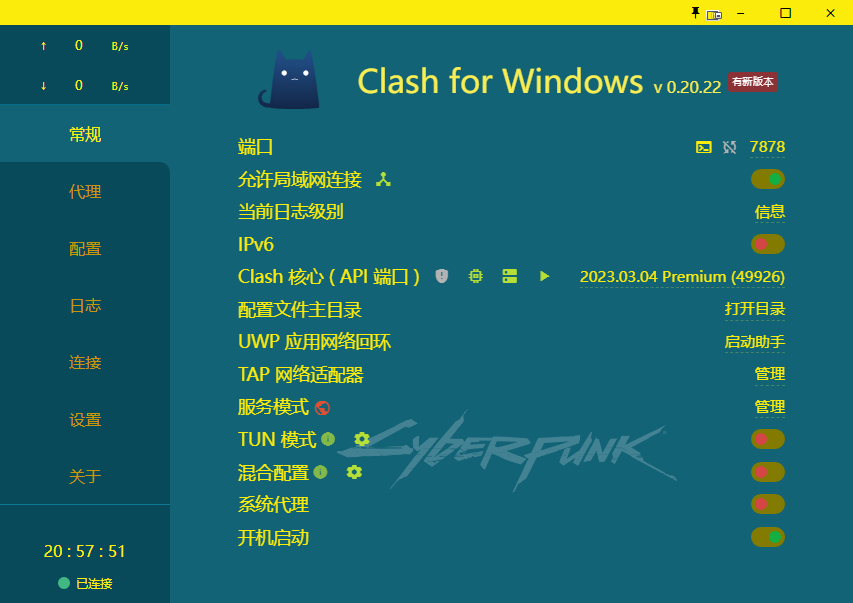 ↑ 0 B/s
↓ 0 B/s
常规
代理
配置
日志
连接
设置
关于
20 : 57 : 51
已连接
Clash for Windows v 0.20.22 有新版本
端口 7878
允许局域网连接
当前日志级别 信息
IPv6
Clash 核心 ( API 端口 ) 2023.03.04 Premium (49926)
配置文件主目录 打开目录
UWP 应用网络回环 启动助手
TAP 网络适配器 管理
服务模式 管理
TUN 模式
混合配置
系统代理
开机启动
CYBERPUNK